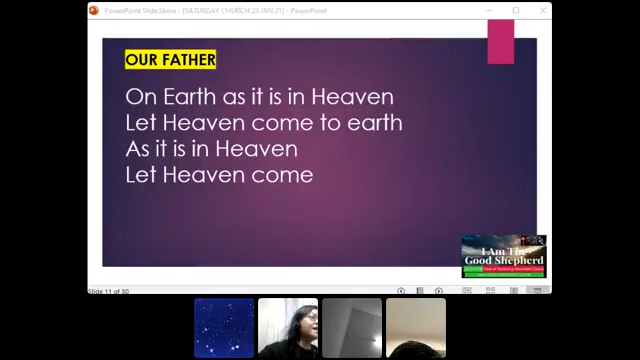 PowerPoint Slide Show - [SATURDAY CHURCH 23 JAN 21] - PowerPoint
OUR FATHER
On Earth as it is in Heaven
Let Heaven come to earth
As it is in Heaven
Let Heaven come
I Am The
Good Shepherd
Slide 11 of 80